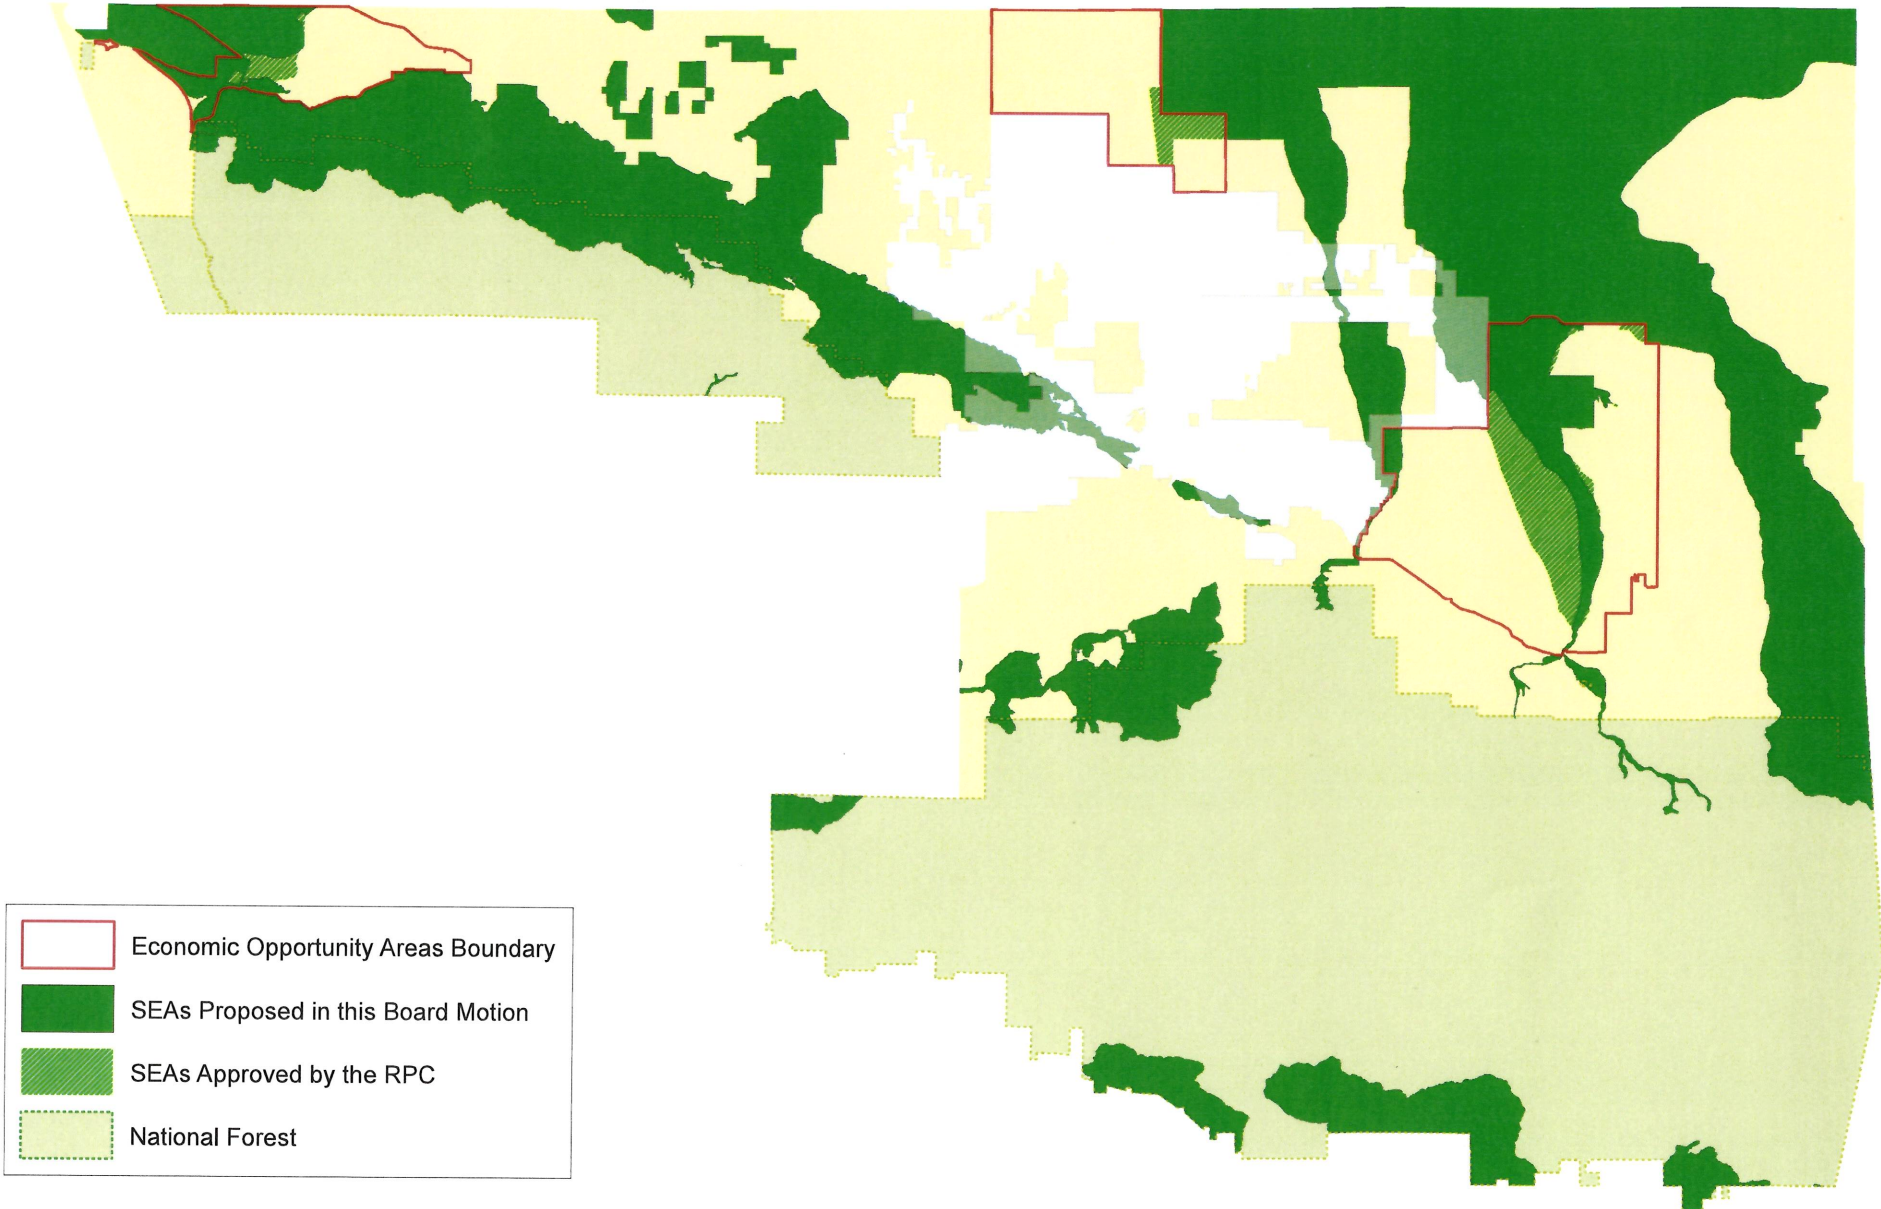 Economic Opportunity Areas Boundary
SEAs Proposed in this Board Motion
SEAs Approved by the RPC
National Forest